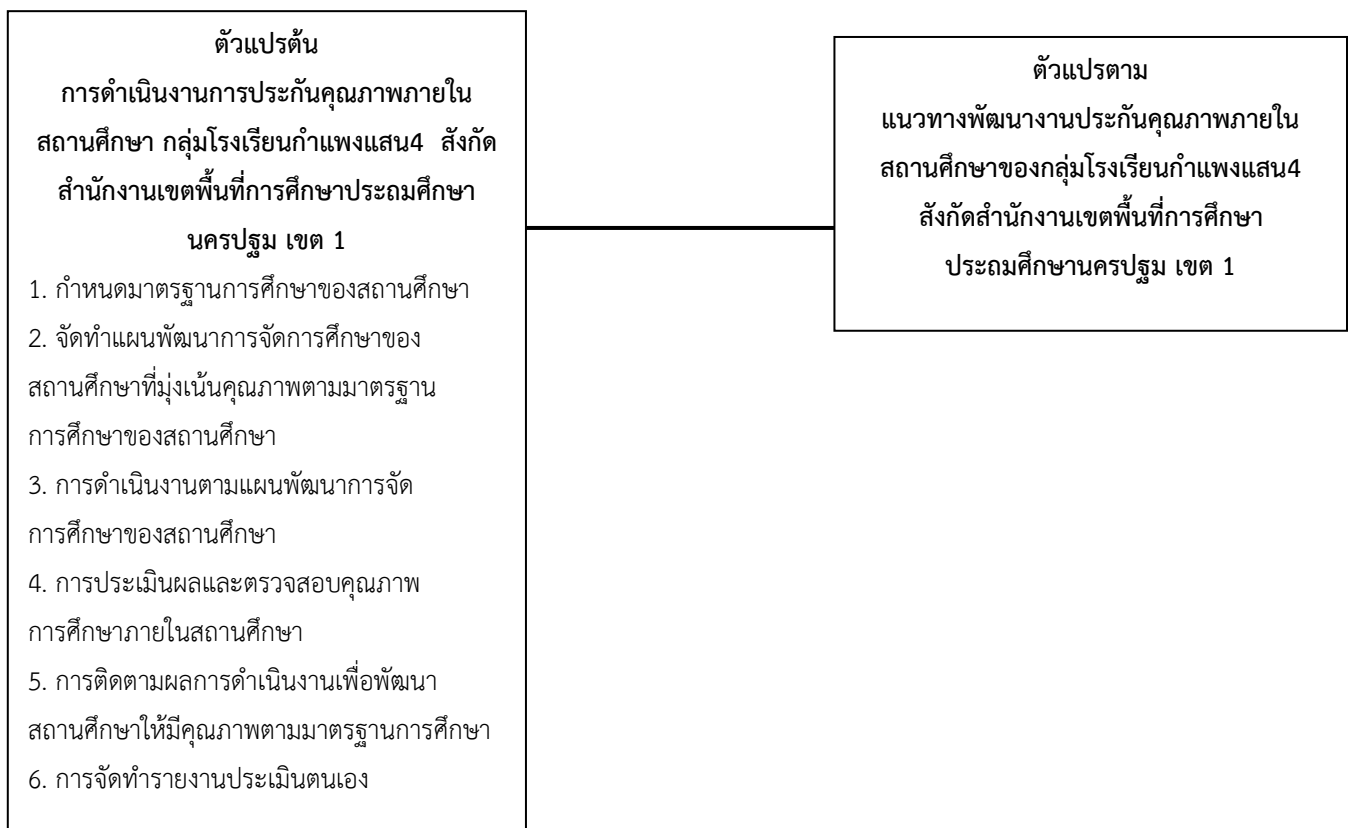 ตัวแปรต้น
การดำเนินงานการประกันคุณภาพภายใน
สถานศึกษา กลุ่มโรงเรียนกำแพงแสน4 สังกัด
สำนักงานเขตพื้นที่การศึกษาประถมศึกษา
นครปฐม เขต 1
1. กำหนดมาตรฐานการศึกษาของสถานศึกษา
2. จัดทำแผนพัฒนาการจัดการศึกษาของ
สถานศึกษาที่มุ่งเน้นคุณภาพตามมาตรฐาน
การศึกษาของสถานศึกษา
3. การดำเนินงานตามแผนพัฒนาการจัด
การศึกษาของสถานศึกษา
4. การประเมินผลและตรวจสอบคุณภาพ
การศึกษาภายในสถานศึกษา
5. การติดตามผลการดำเนินงานเพื่อพัฒนา
สถานศึกษาให้มีคุณภาพตามมาตรฐานการศึกษา
6. การจัดทำรายงานประเมินตนเอง
ตัวแปรตาม
แนวทางพัฒนางานประกันคุณภาพภายใน
สถานศึกษาของกลุ่มโรงเรียนกำแพงแสน4
สังกัดสำนักงานเขตพื้นที่การศึกษา
ประถมศึกษานครปฐม เขต 1